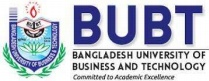 BUBT
BANGLADESH UNIVERSITY OF
BUSINESS AND TECHNOLOGY
Committed to Academic Excellence